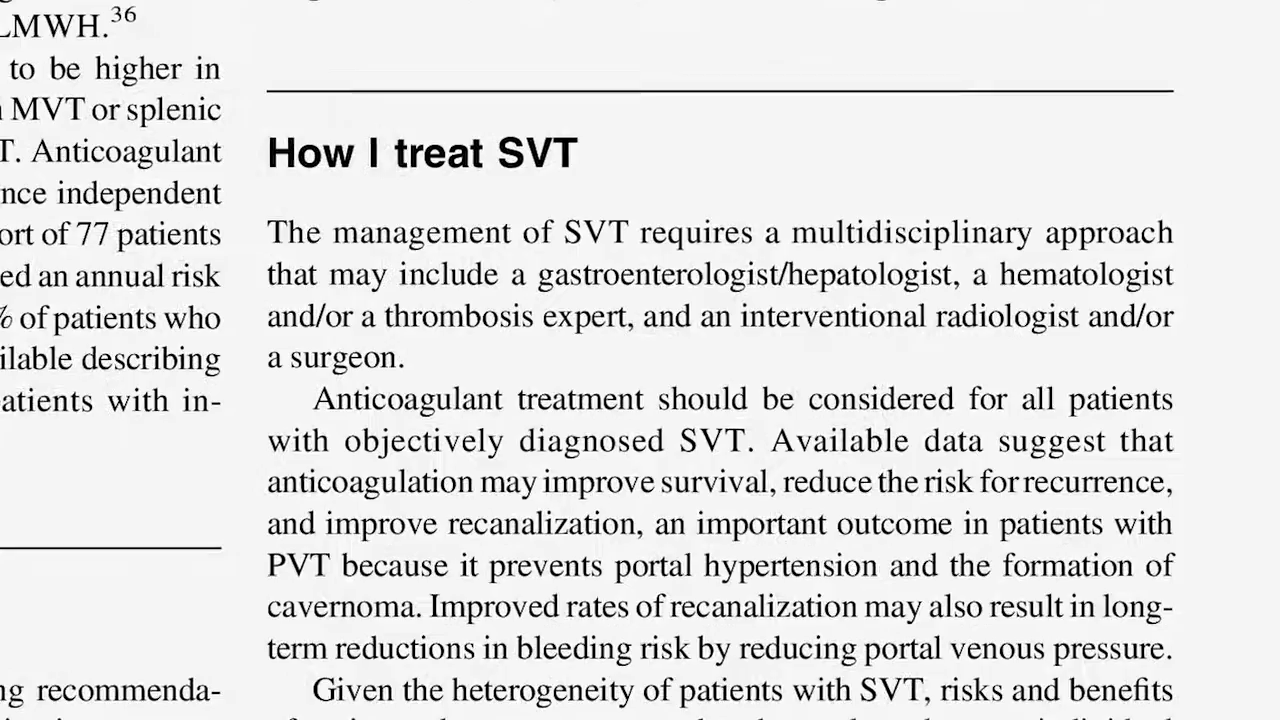 LMWH.36
to be higher in
MVT or splenic
T. Anticoagulant
nce independent
ort of 77 patients
ed an annual risk
% of patients who
ilable describing
atients with in-
ng recommenda-
How I treat SVT
The management of SVT requires a multidisciplinary approach
that may include a gastroenterologist/hepatologist, a hematologist
and/or a thrombosis expert, and an interventional radiologist and/or
a surgeon.
Anticoagulant treatment should be considered for all patients
with objectively diagnosed SVT. Available data suggest that
anticoagulation may improve survival, reduce the risk for recurrence,
and improve recanalization, an important outcome in patients with
PVT because it prevents portal hypertension and the formation of
cavernoma. Improved rates of recanalization may also result in long-
term reductions in bleeding risk by reducing portal venous pressure.
Given the heterogeneity of patients with SVT, risks and benefits